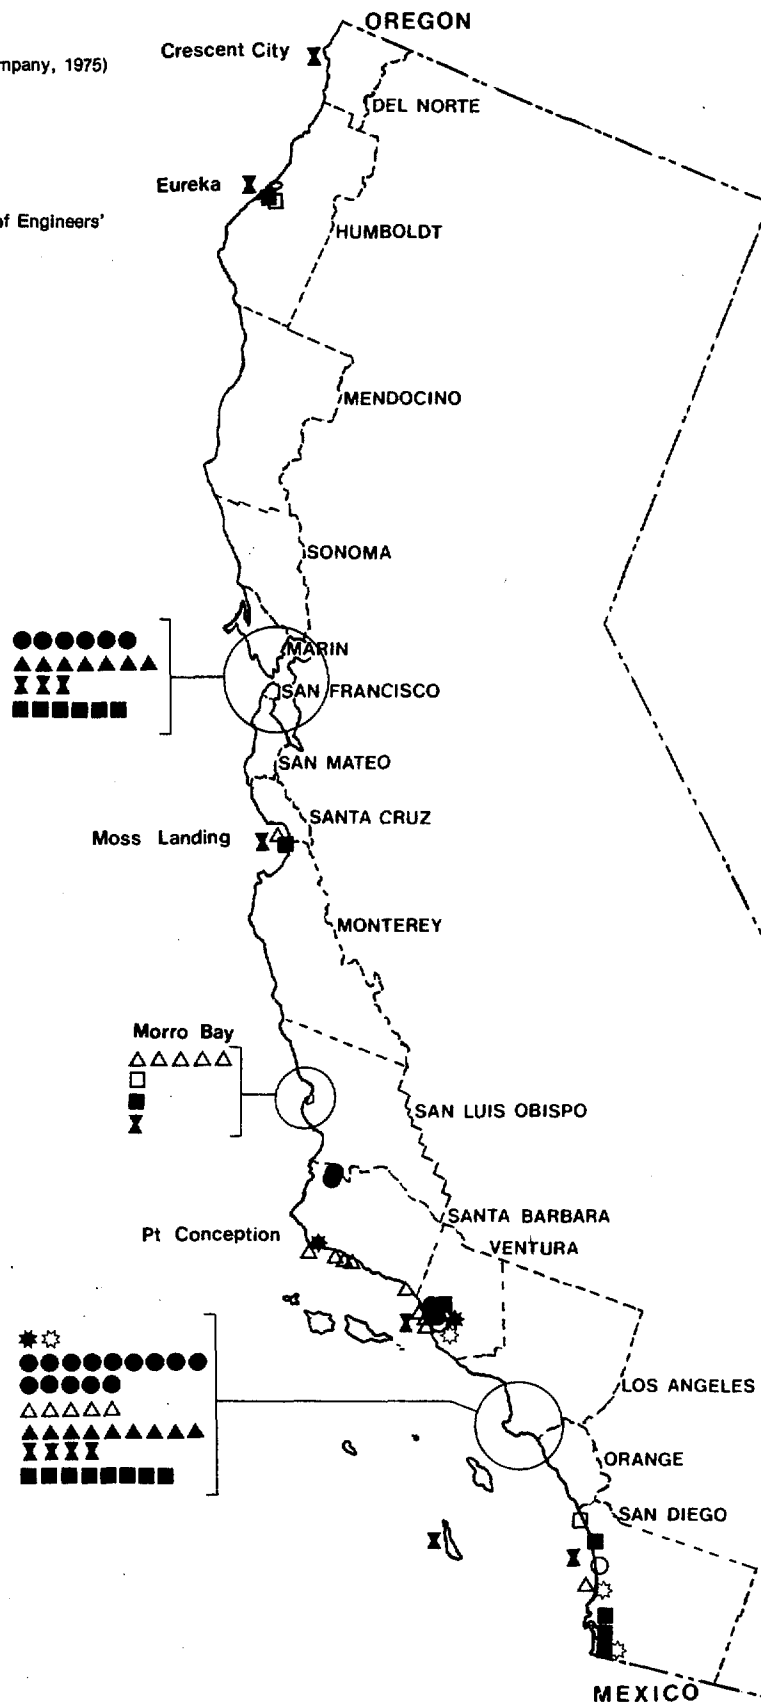 OREGON
Crescent City
mpany, 1975)
DEL NORTE
Eureka
of Engineers'
HUMBOLDT
MENDOCINO
SONOMA
MARIN
SAN FRANCISCO
SAN MATEO
SANTA CRUZ
Moss Landing
MONTEREY
Morro Bay
SAN LUIS OBISPO
SANTA BARBARA
Pt Conception
VENTURA
LOS ANGELES
ORANGE
SAN DIEGO
MEXICO